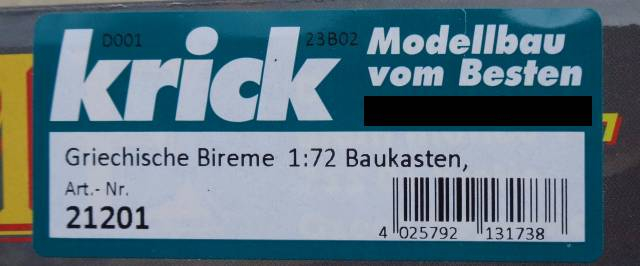 D001 23B02
krick Modellbau
vom Besten
Griechische Bireme 1:72 Baukasten,
Art.- Nr.
21201
4 025792 131738